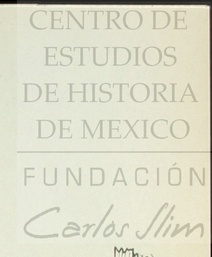 CENTRO DE
ESTUDIOS
DE HISTORIA
DE MEXICO
FUNDACIÓN
Carlos Slim